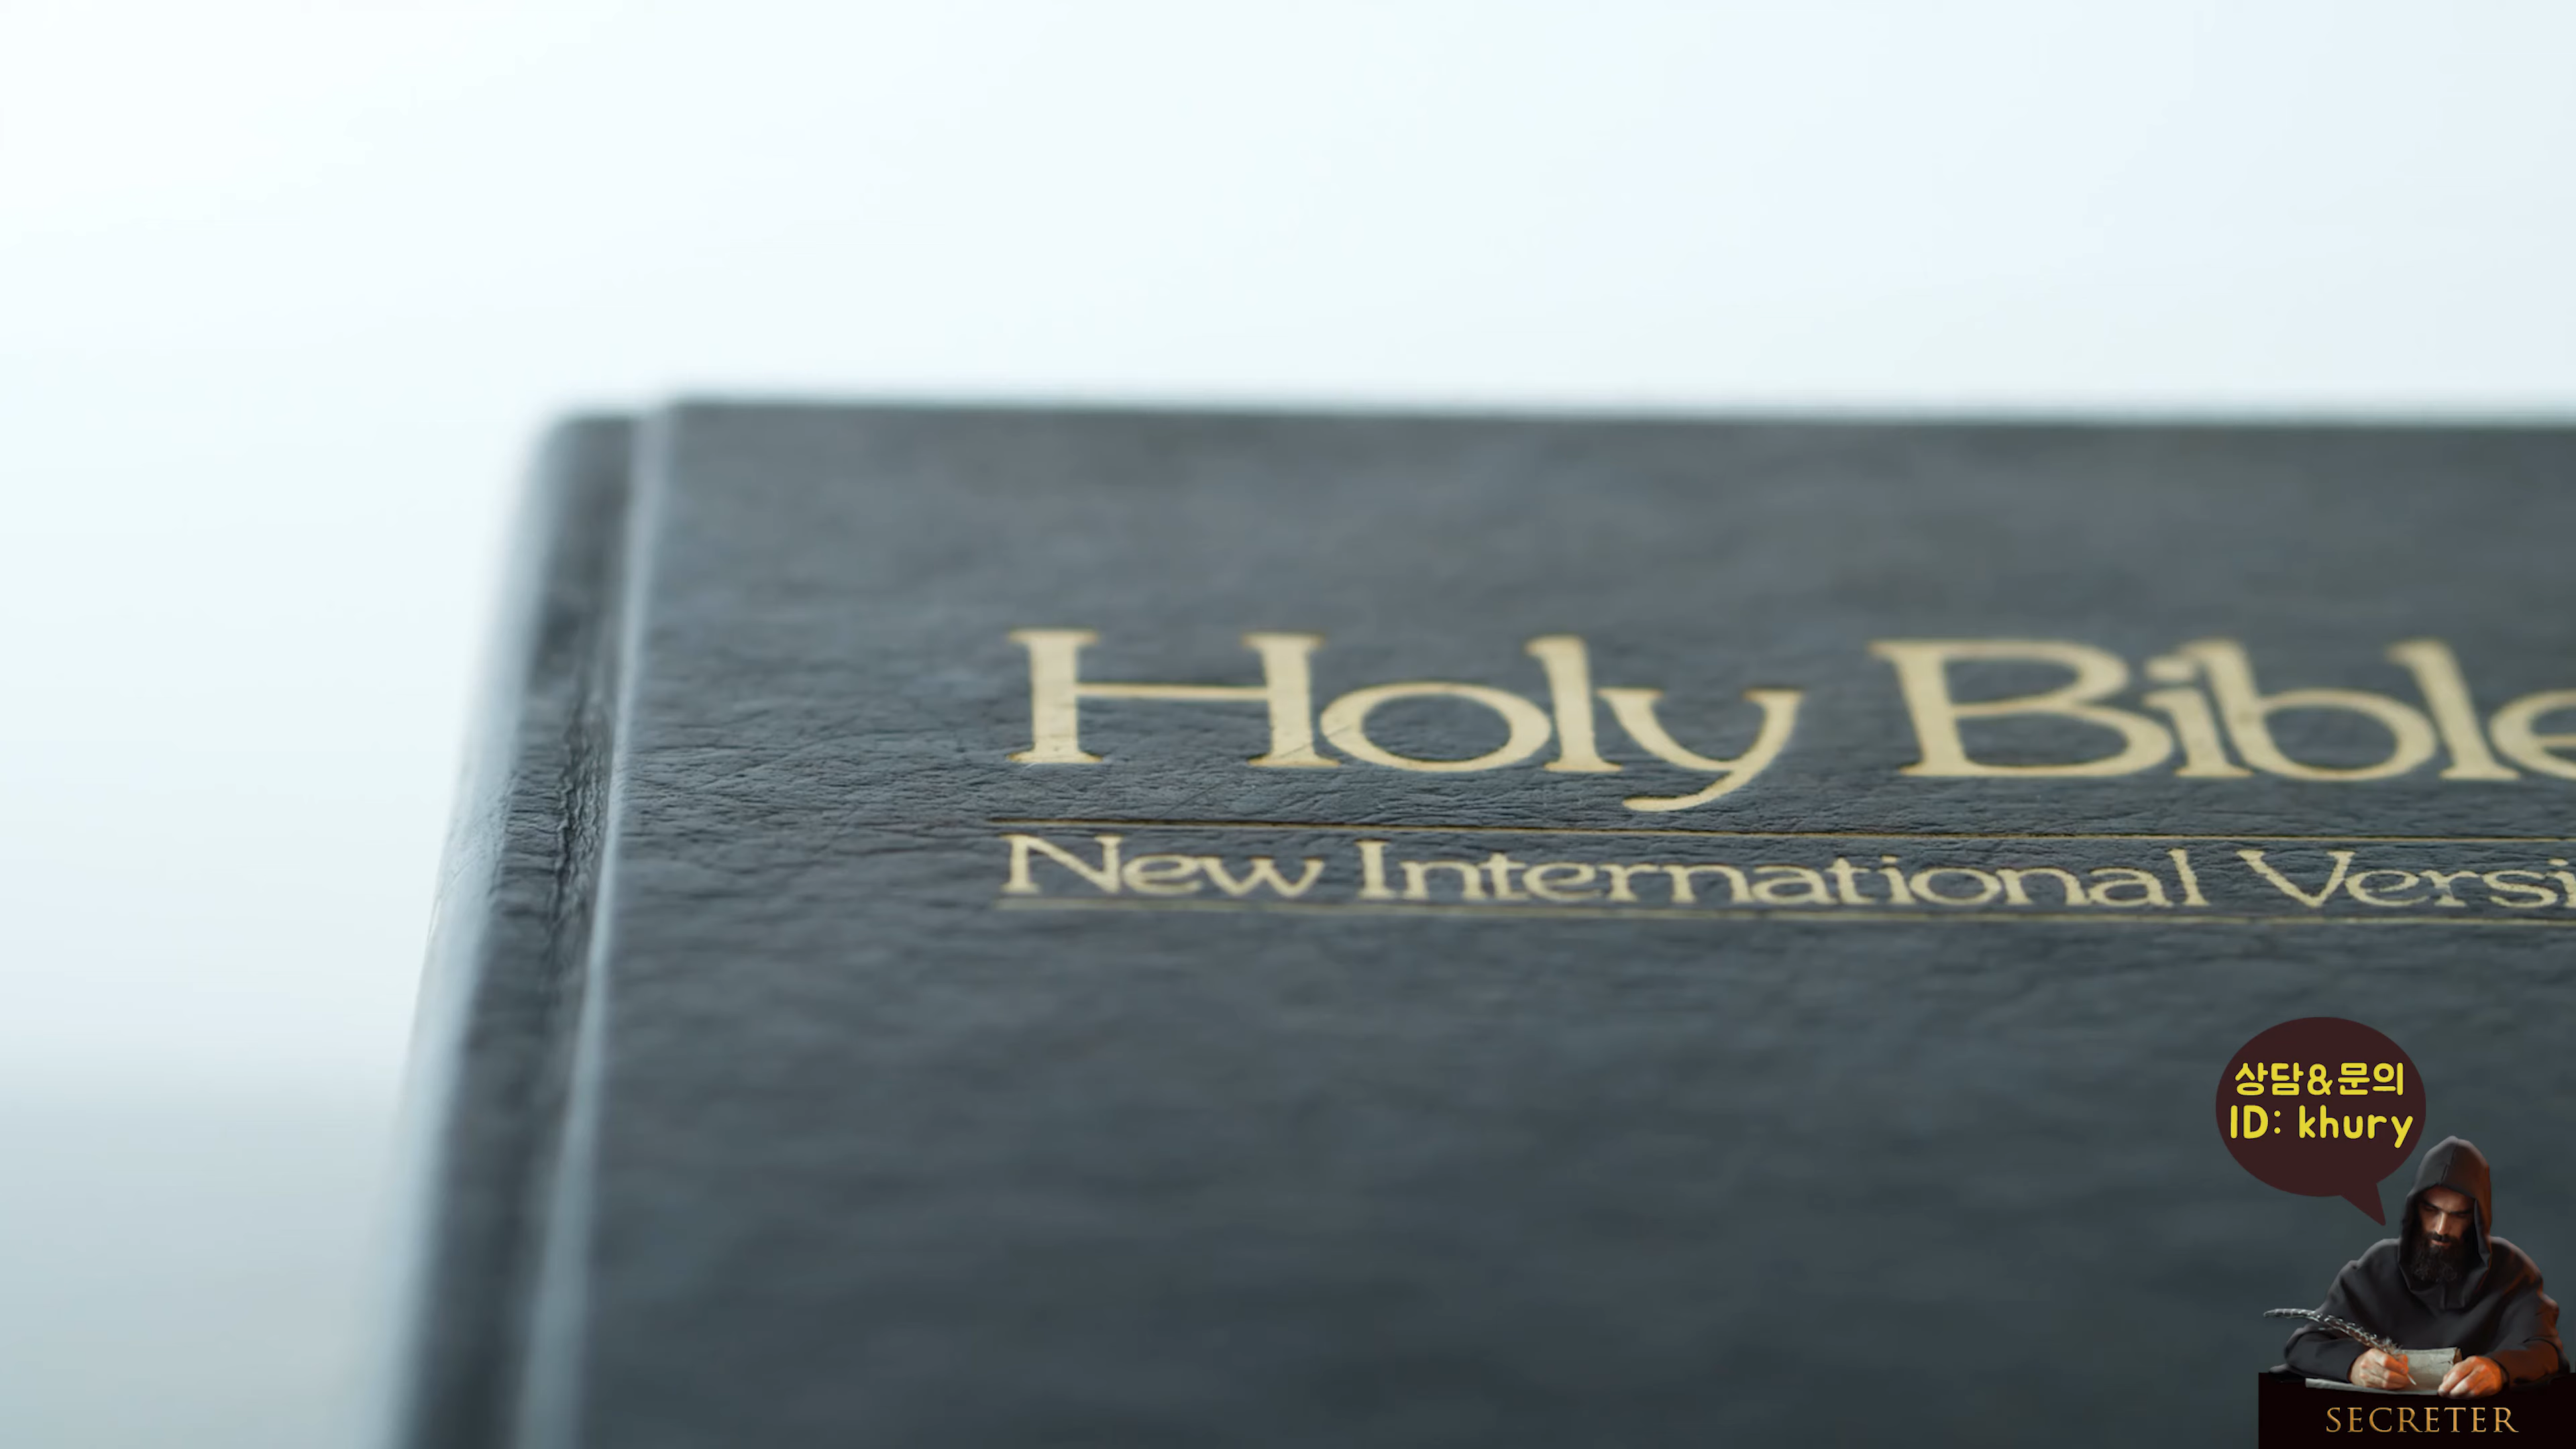 Holy Bible
New International Versi
상담&문의
ID: khury
SECRETER